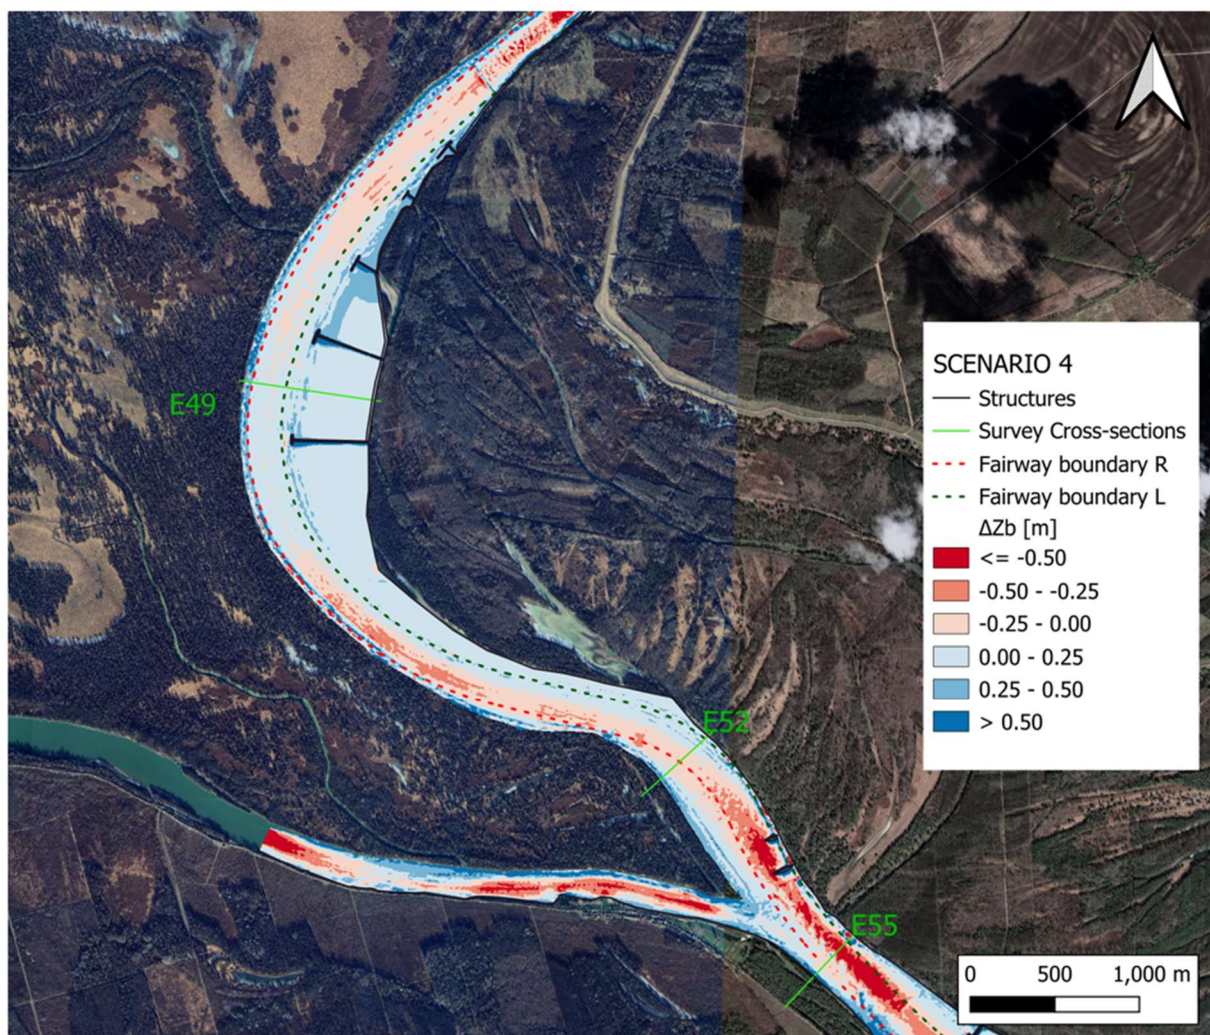 SCENARIO 4
Structures
Survey Cross-sections
Fairway boundary R
Fairway boundary L
ΔZb [m]
<= -0.50
-0.50 - -0.25
-0.25 - 0.00
0.00 - 0.25
0.25 - 0.50
> 0.50
E49
E52
E55
0 500 1,000 m